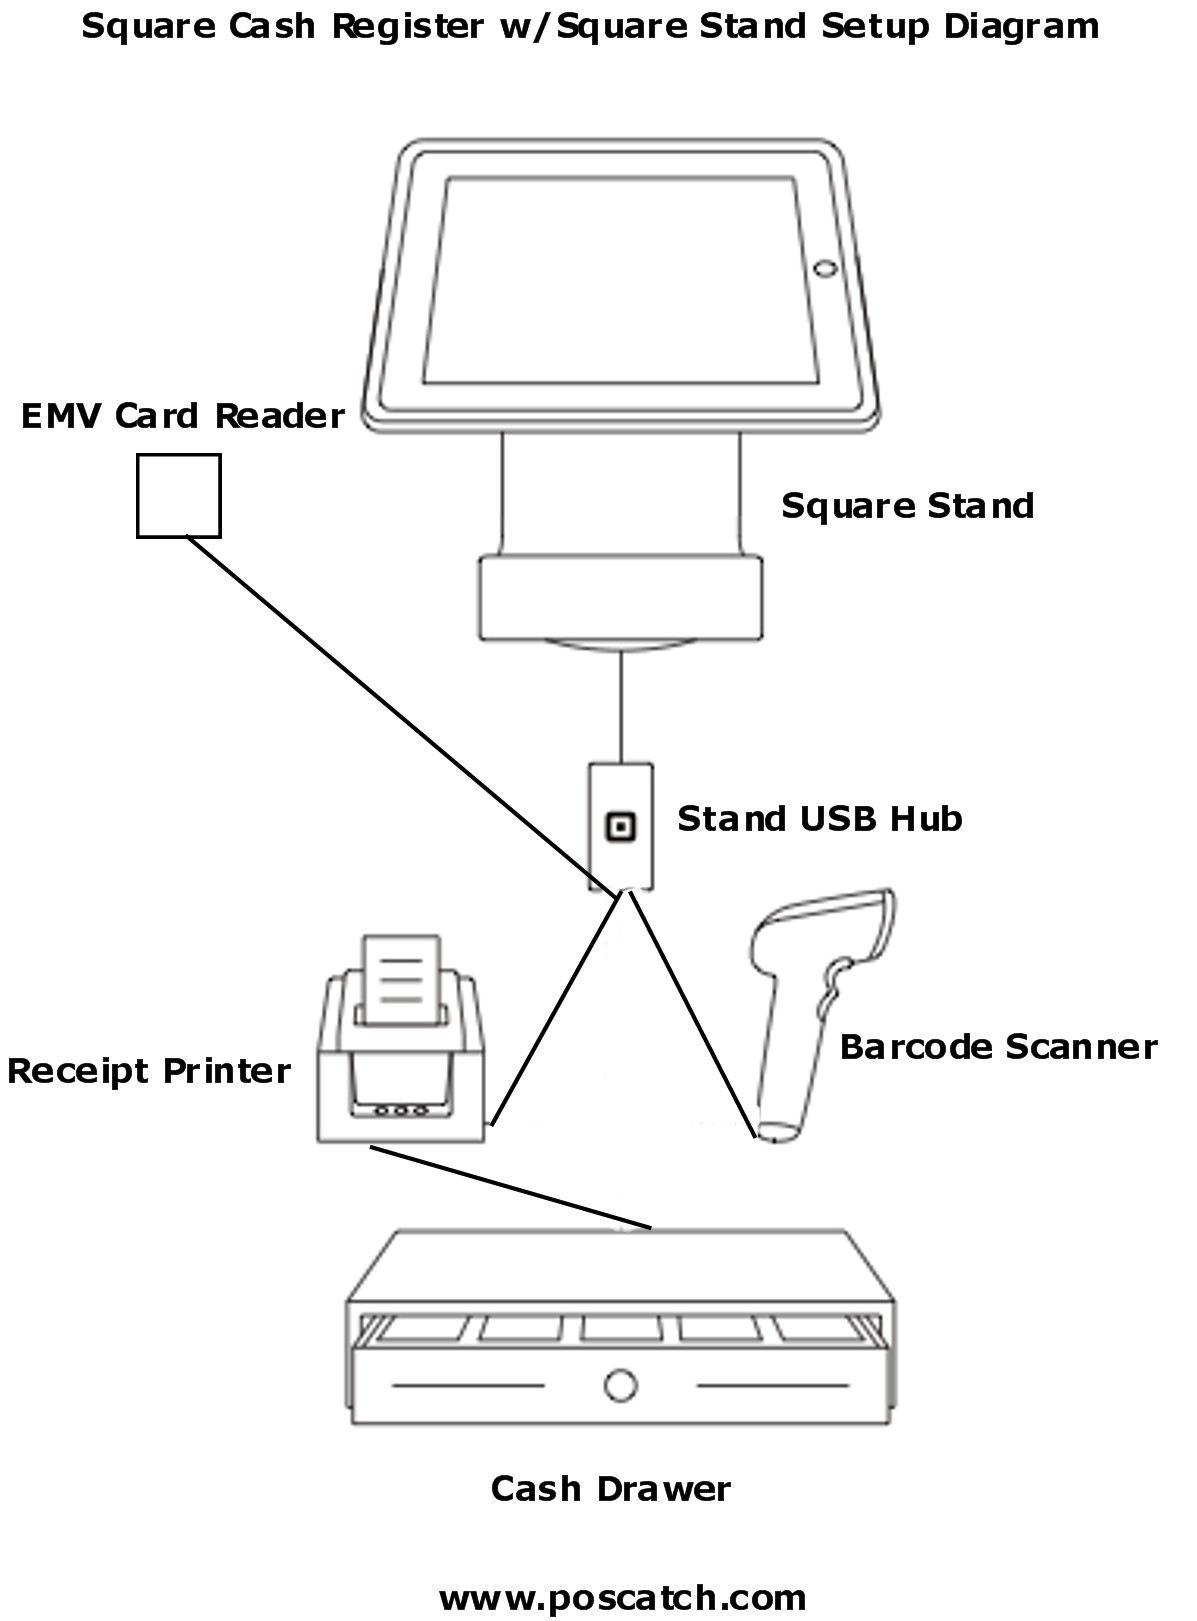 Square Cash Register w/Square Stand Setup Diagram
EMV Card Reader
Square Stand
Stand USB Hub
Barcode Scanner
Receipt Printer
Cash Drawer
www.poscatch.com